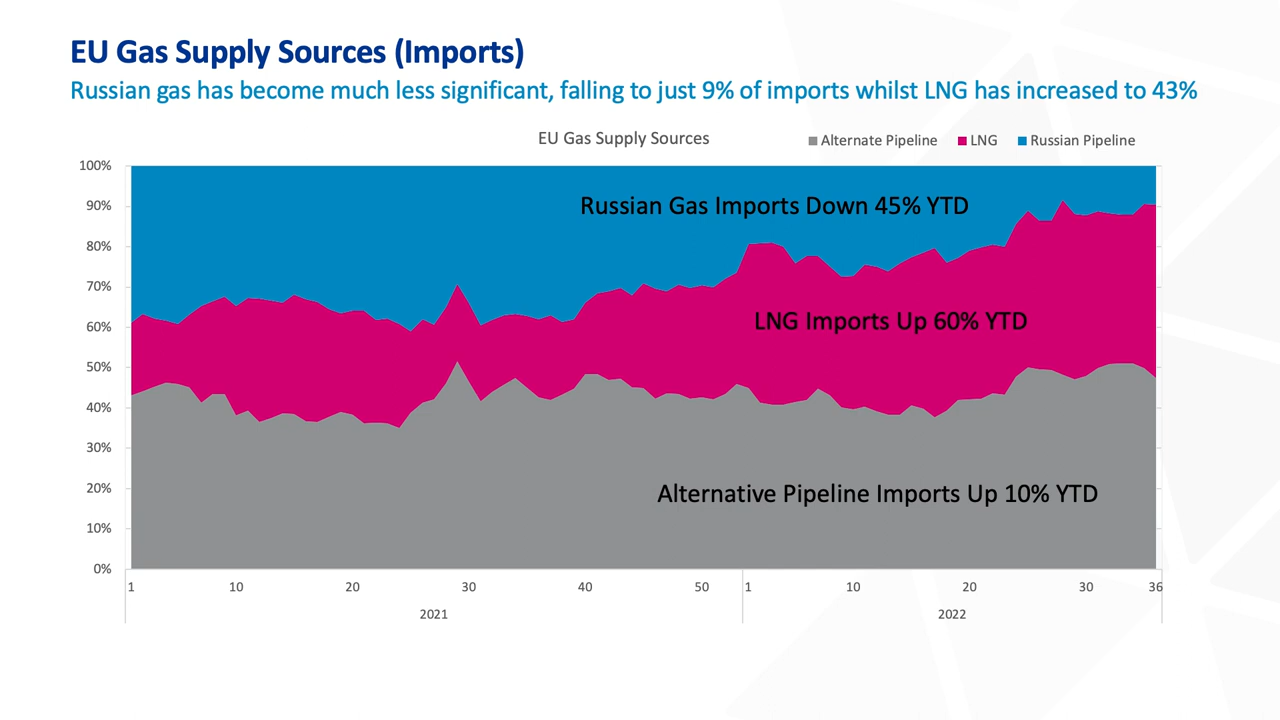 EU Gas Supply Sources (Imports)
Russian gas has become much less significant, falling to just 9% of imports whilst LNG has increased to 43%
EU Gas Supply Sources
Alternate Pipeline LNG Russian Pipeline
100%
90%
80%
70%
60%
50%
40%
30%
20%
10%
0%
Russian Gas Imports Down 45% YTD
LNG Imports Up 60% YTD
Alternative Pipeline Imports Up 10% YTD
1 10 20 30 40 50 1 10 20 30 36
2021 2022